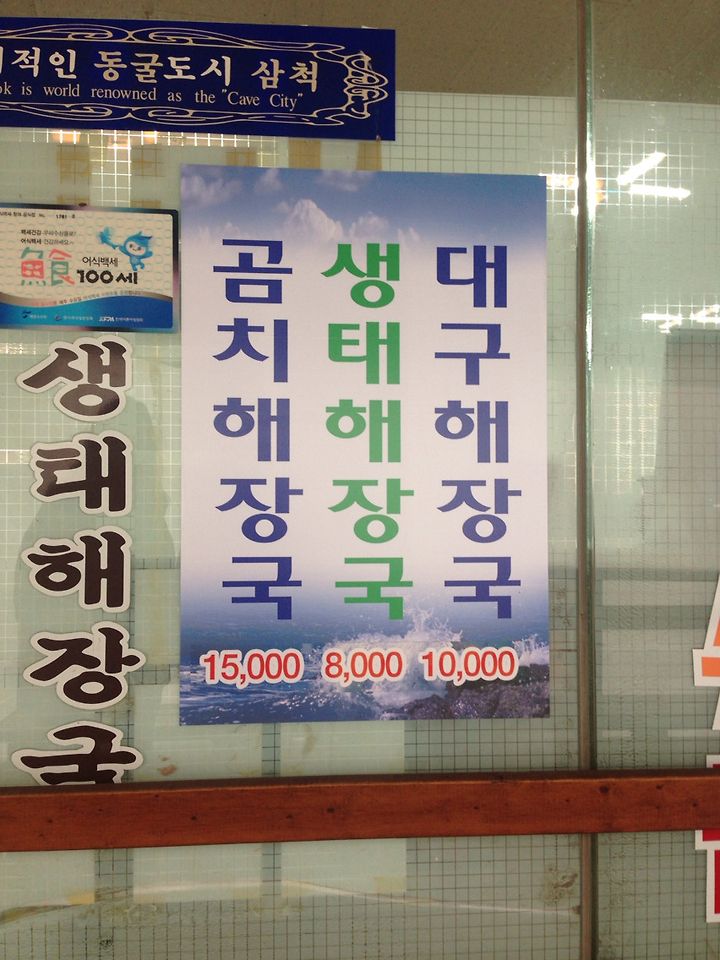 적인 동굴도시 삼척
ok is world renowned as the "Cave City"
어식백세
100세
魚食
생태해장국
곰치해장국
15,000
생태해장국
8,000
대구해장국
10,000